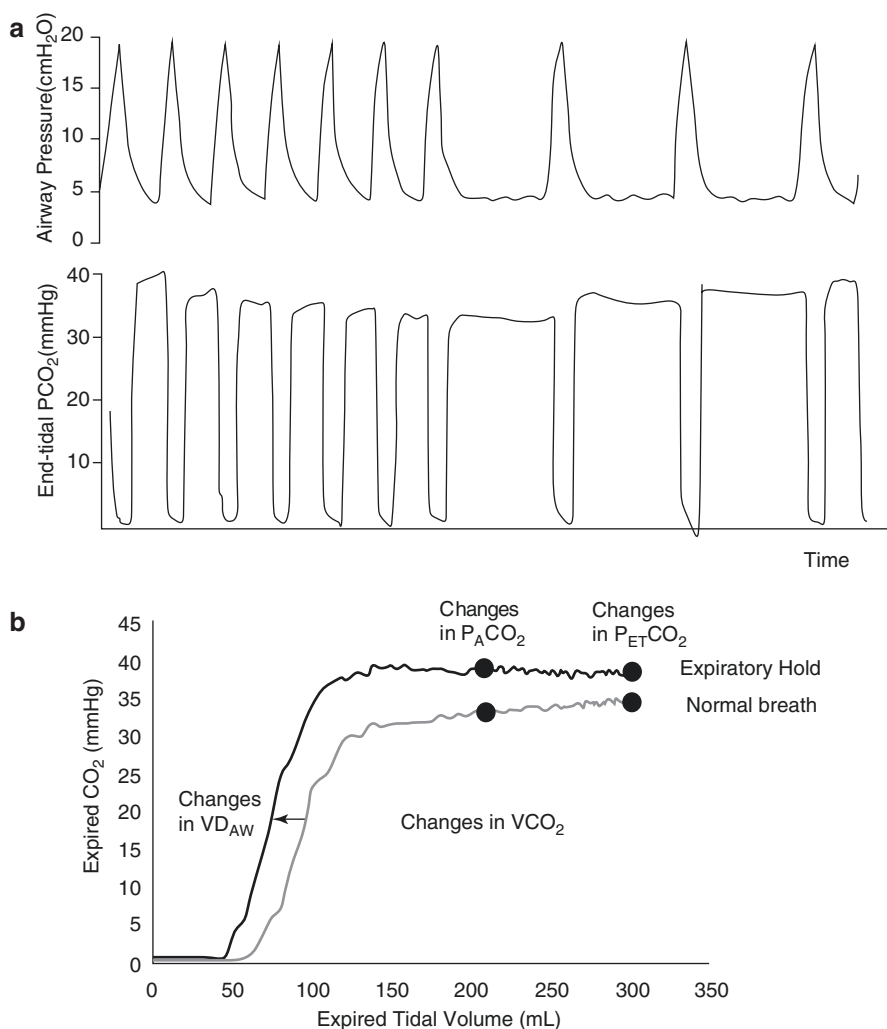 a
Airway Pressure(cmH₂O)
20
15
10
5
0
End-tidal PCO₂(mmHg)
40
30
20
10
Time
b
Expired CO₂ (mmHg)
45
40
35
30
25
20
15
10
5
0
Changes
in PACO₂
Changes
in PETCO₂
Expiratory Hold
Normal breath
Changes
in VDAW
Changes in VCO₂
0 50 100 150 200 250 300 350
Expired Tidal Volume (mL)